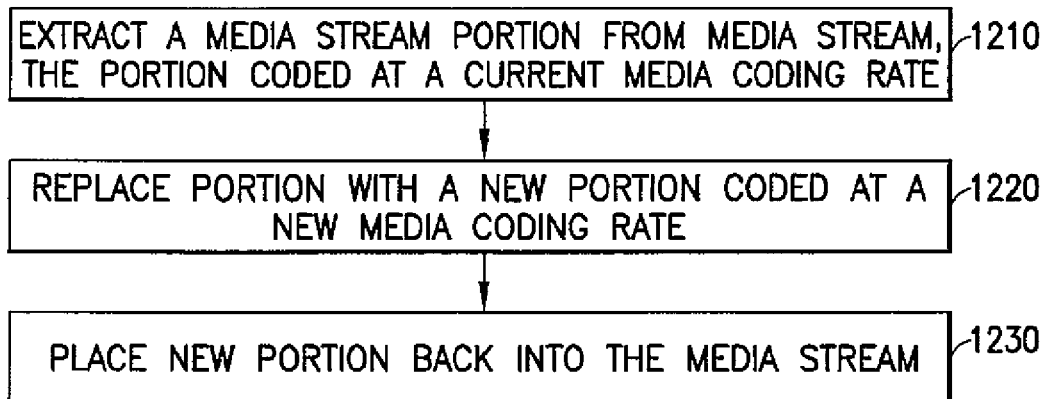 EXTRACT A MEDIA STREAM PORTION FROM MEDIA STREAM, 1210
THE PORTION CODED AT A CURRENT MEDIA CODING RATE
REPLACE PORTION WITH A NEW PORTION CODED AT A 1220
NEW MEDIA CODING RATE
PLACE NEW PORTION BACK INTO THE MEDIA STREAM 1230